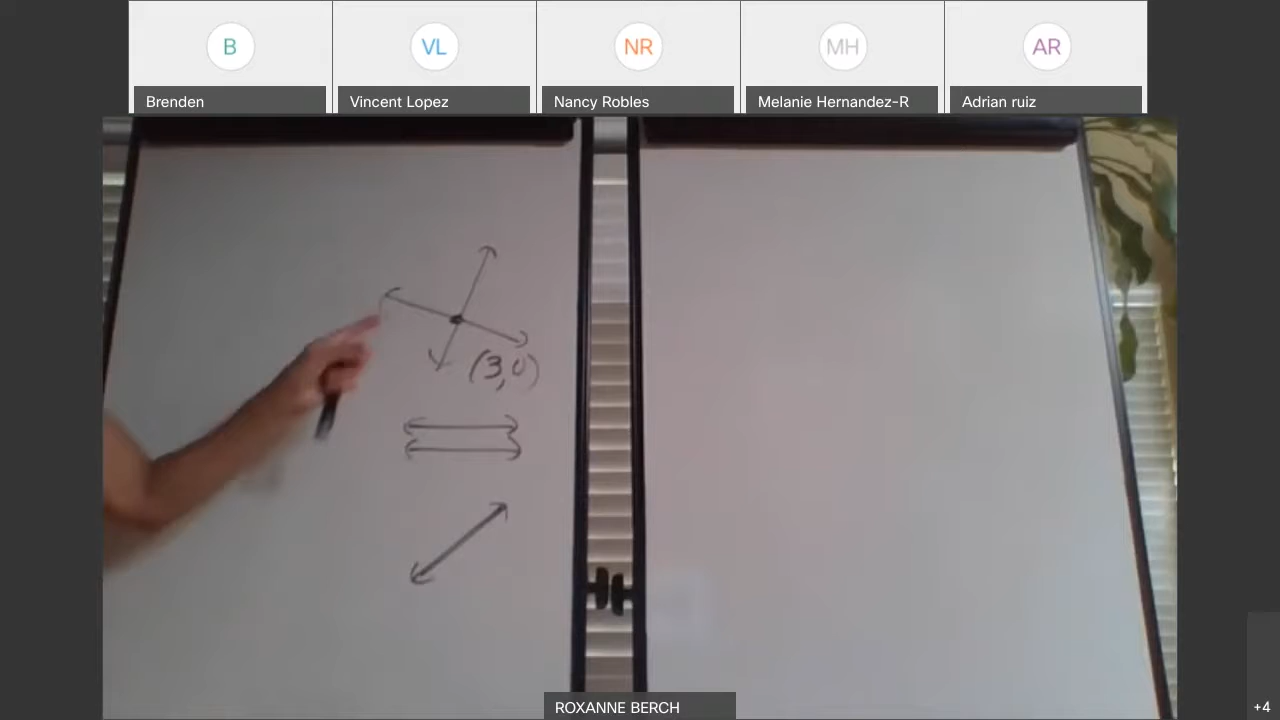 B
VL
NR
MH
AR
Brenden
Vincent Lopez
Nancy Robles
Melanie Hernandez-R
Adrian ruiz
(3,0)
ROXANNE BERCH
+4